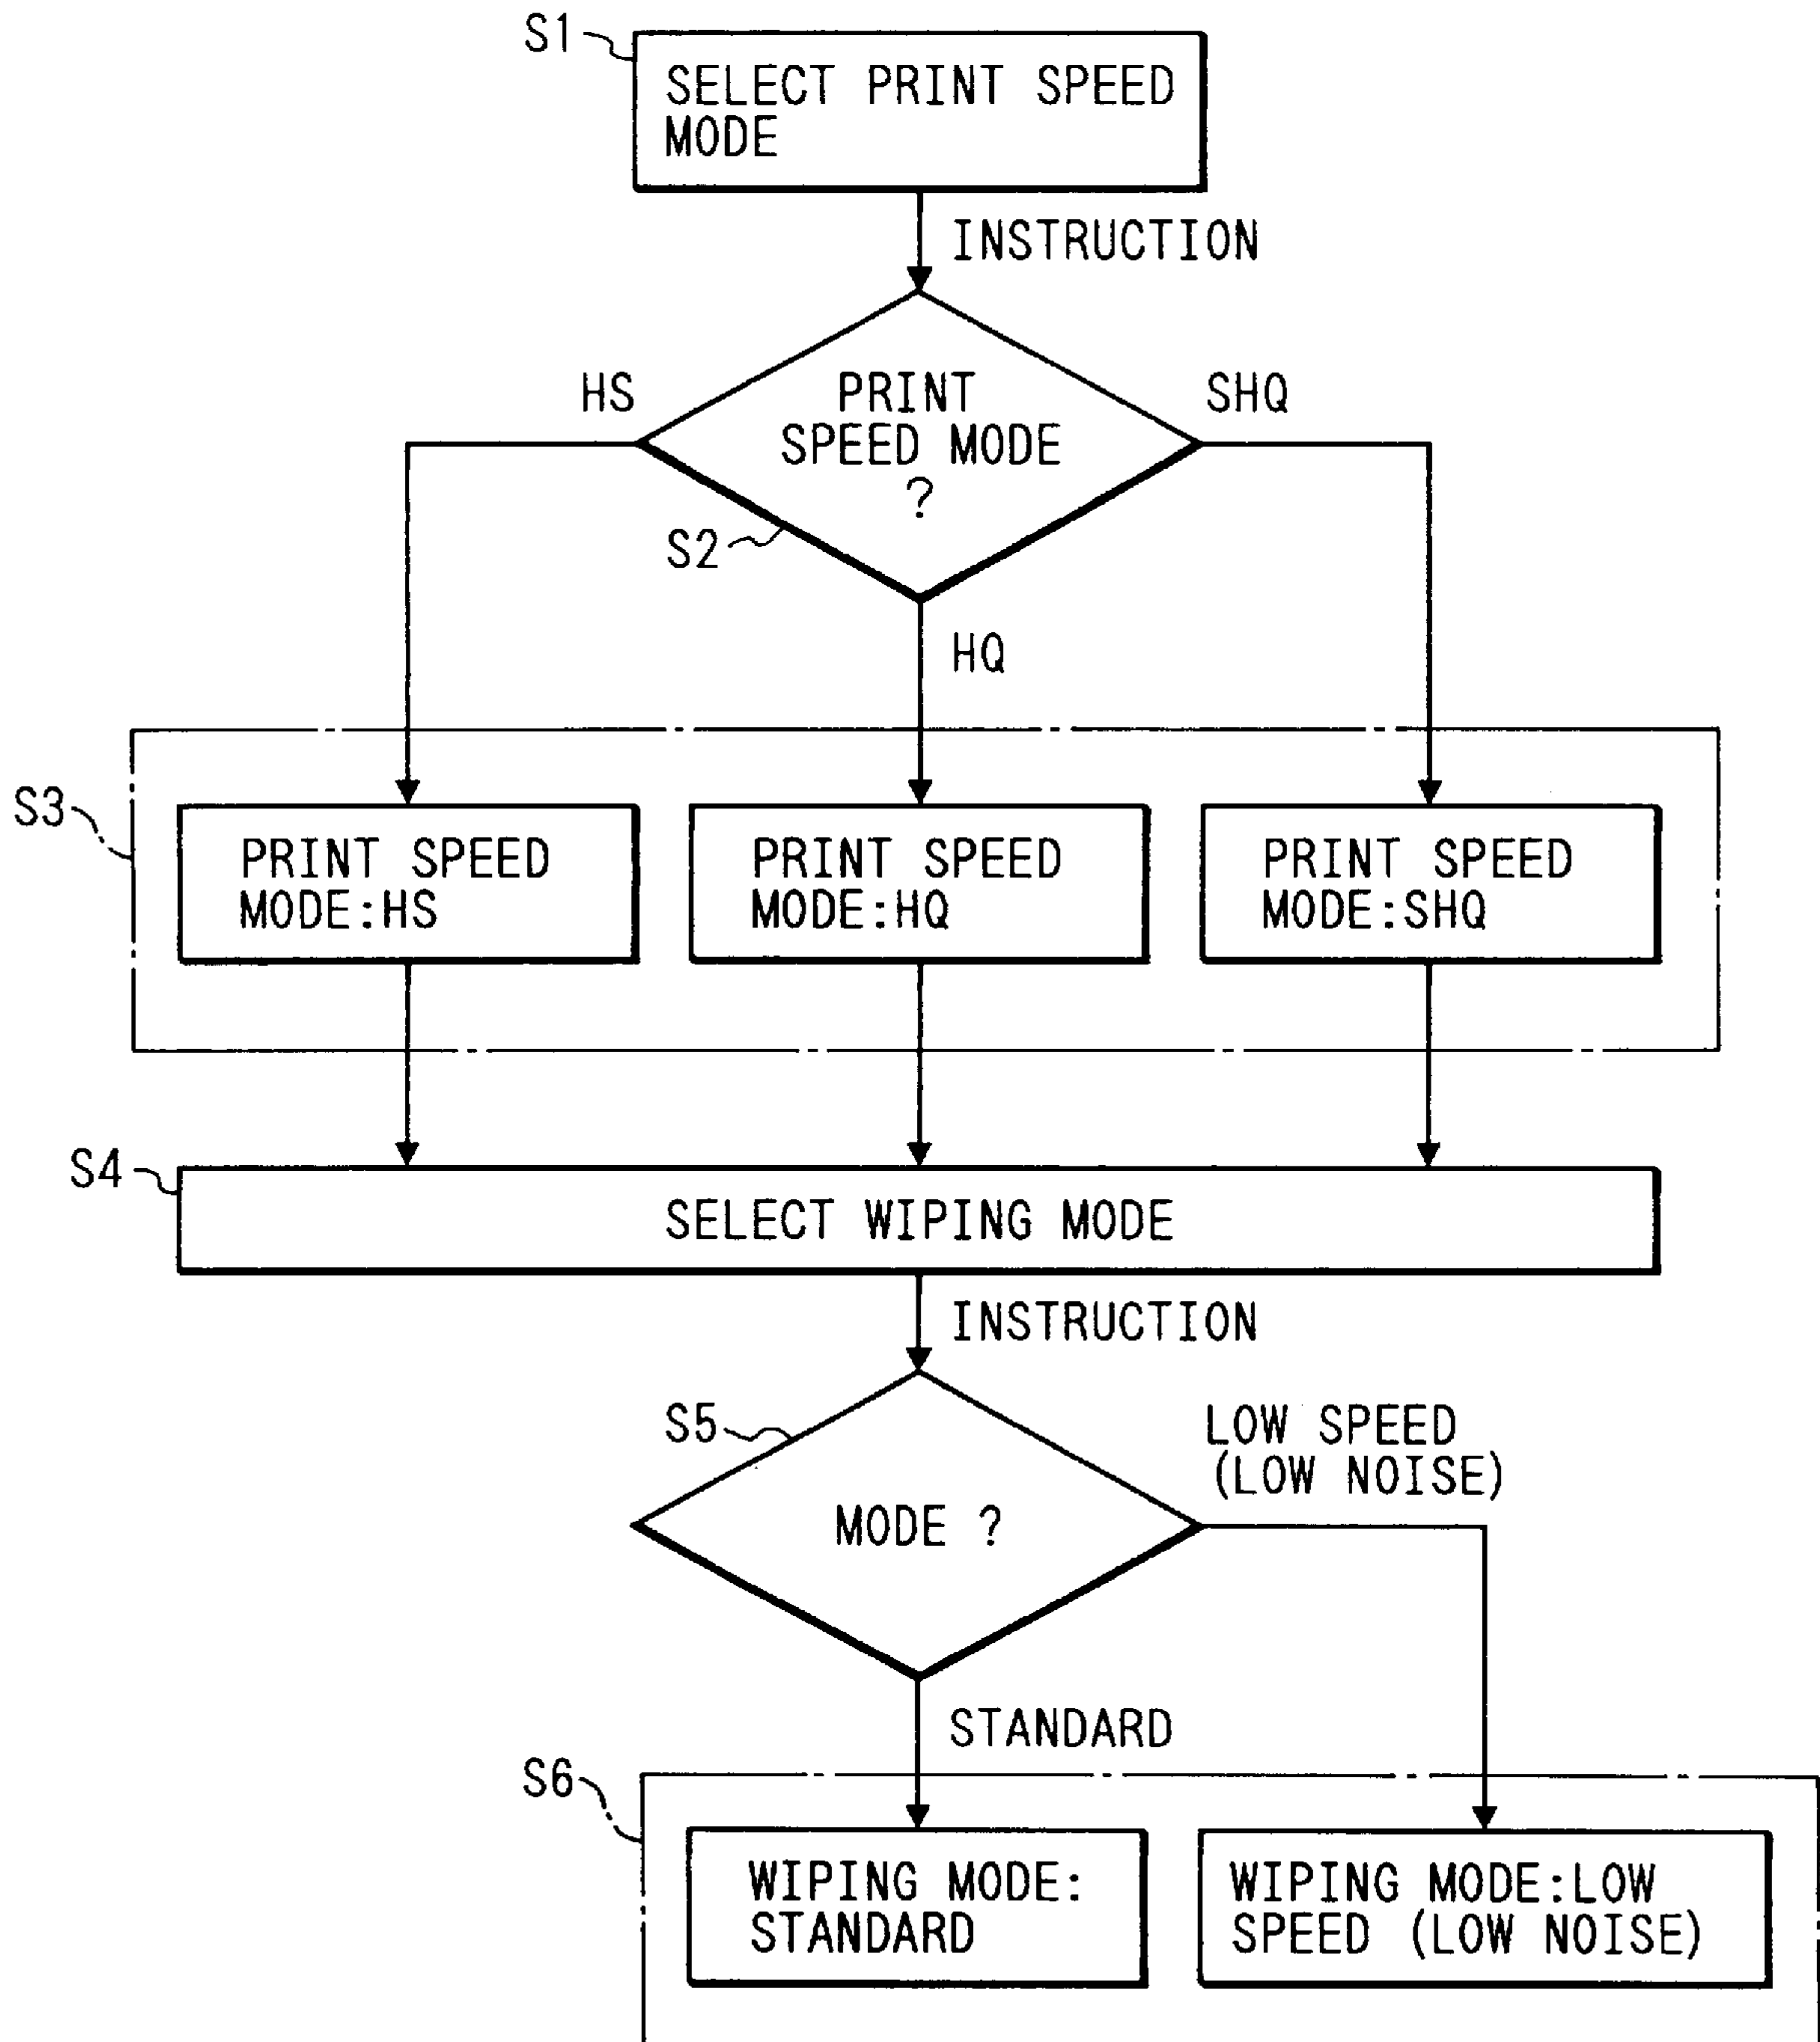 S1
SELECT PRINT SPEED
MODE
INSTRUCTION
HS
PRINT
SPEED MODE
?
SHQ
S2
HQ
S3
PRINT SPEED
MODE:HS
PRINT SPEED
MODE:HQ
PRINT SPEED
MODE:SHQ
S4
SELECT WIPING MODE
INSTRUCTION
S5
LOW SPEED
(LOW NOISE)
MODE ?
STANDARD
S6
WIPING MODE:
STANDARD
WIPING MODE:LOW
SPEED (LOW NOISE)